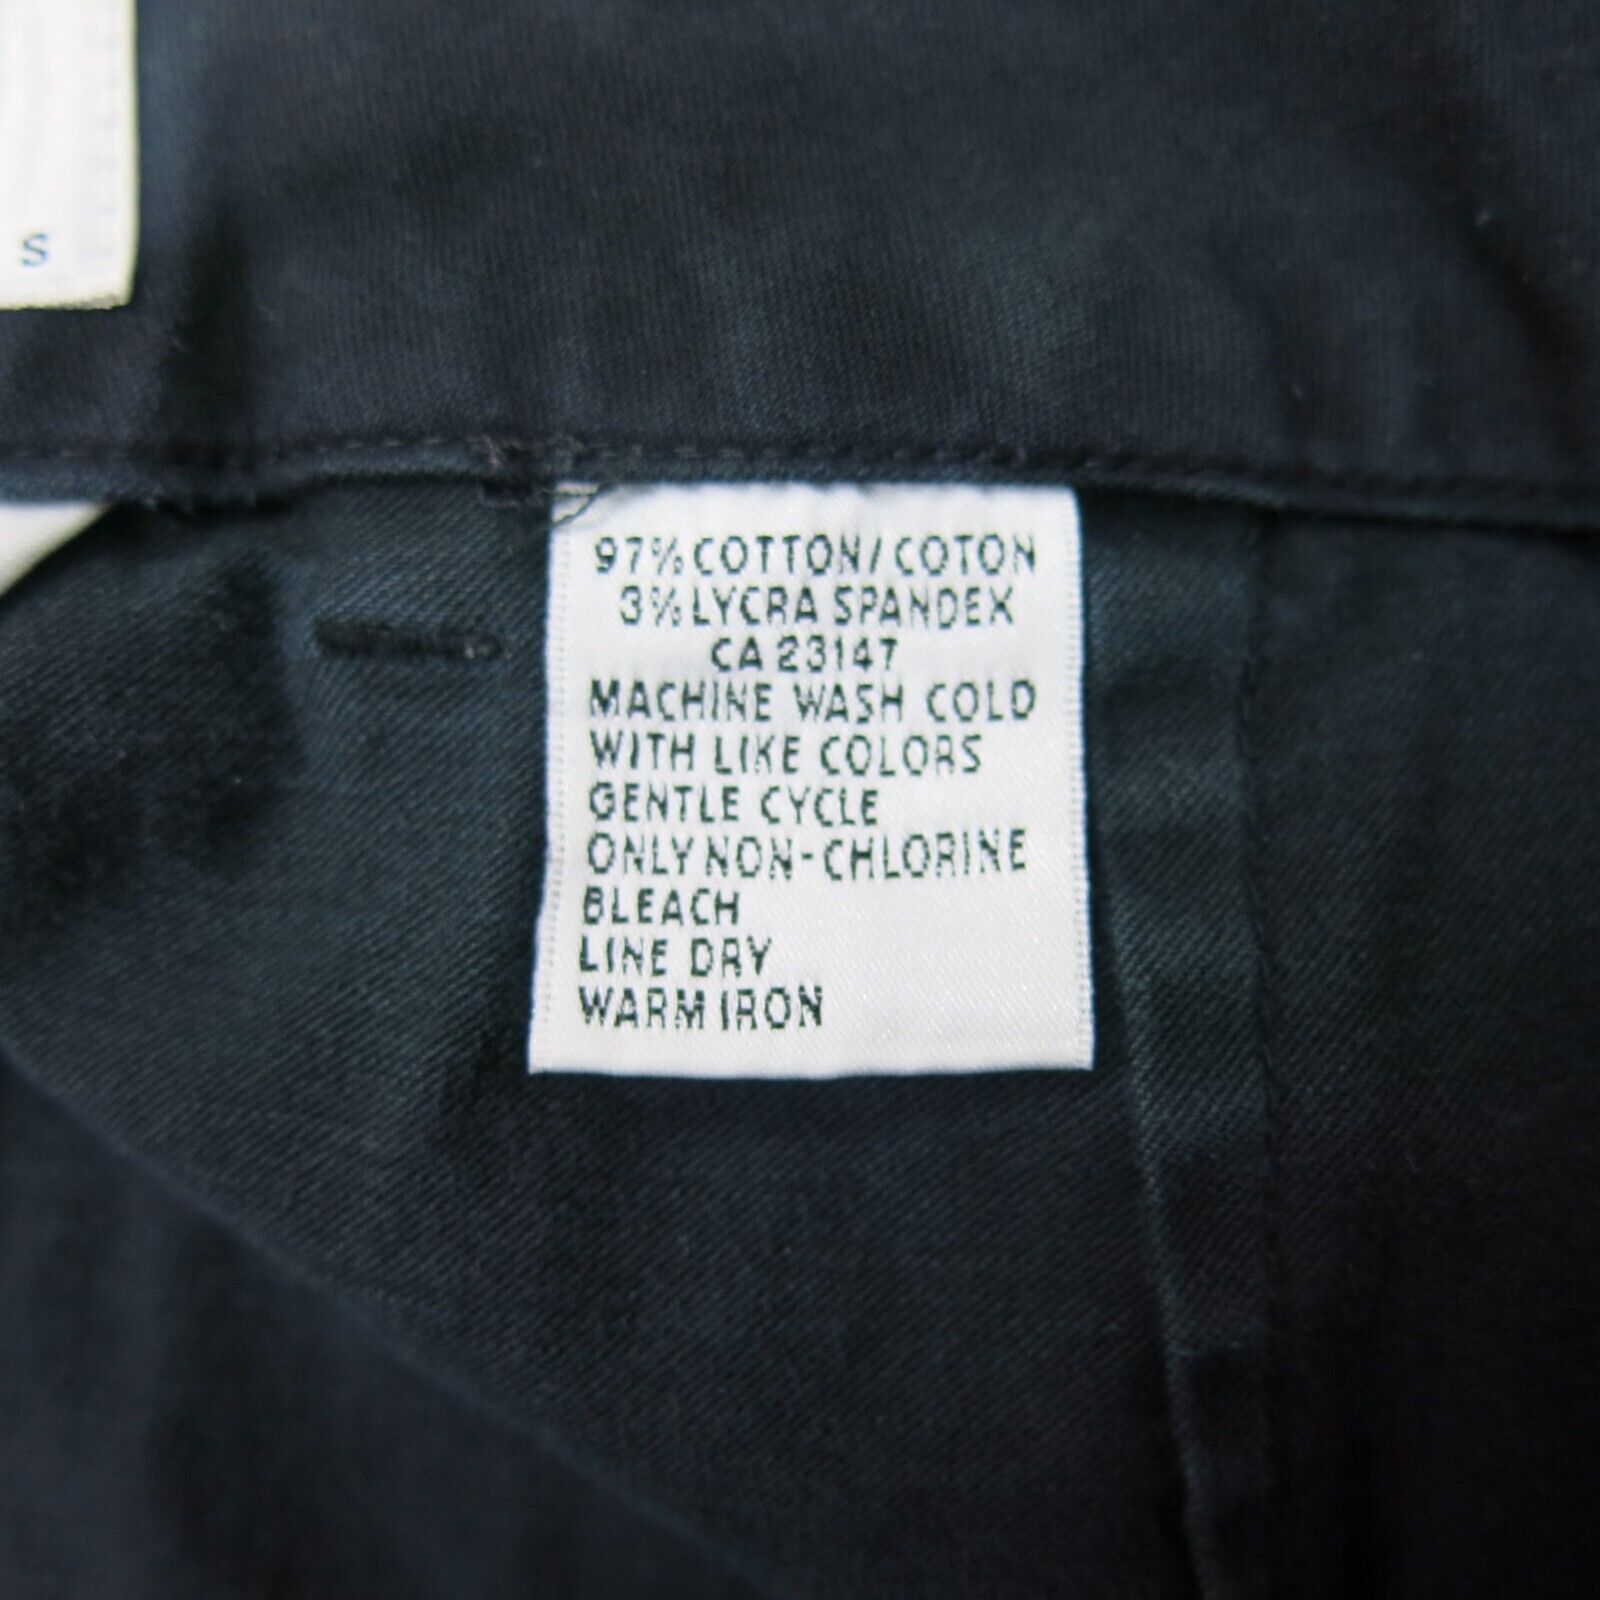 S
97% COTTON/COTON
3% LYCRA SPANDEX
CA 23147
MACHINE WASH COLD
WITH LIKE COLORS
GENTLE CYCLE
ONLY NON-CHLORINE
BLEACH
LINE DRY
WARM IRON